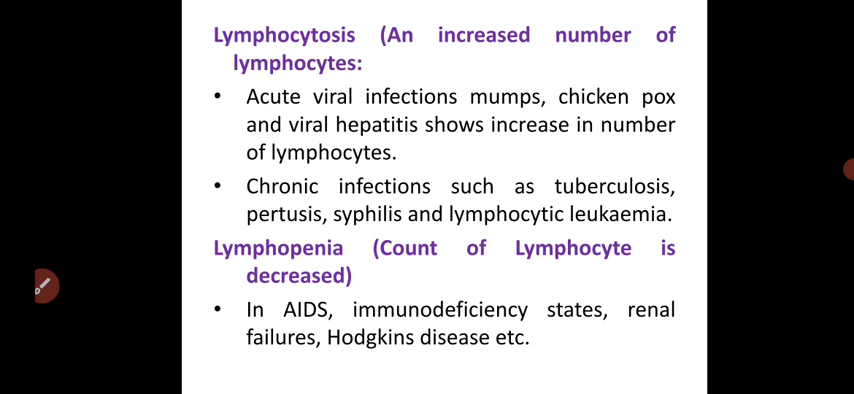 Lymphocytosis (An increased number of
lymphocytes:
• Acute viral infections mumps, chicken pox
and viral hepatitis shows increase in number
of lymphocytes.
• Chronic infections such as tuberculosis,
pertusis, syphilis and lymphocytic leukaemia.
Lymphopenia (Count of Lymphocyte is
decreased)
• In AIDS, immunodeficiency states, renal
failures, Hodgkins disease etc.